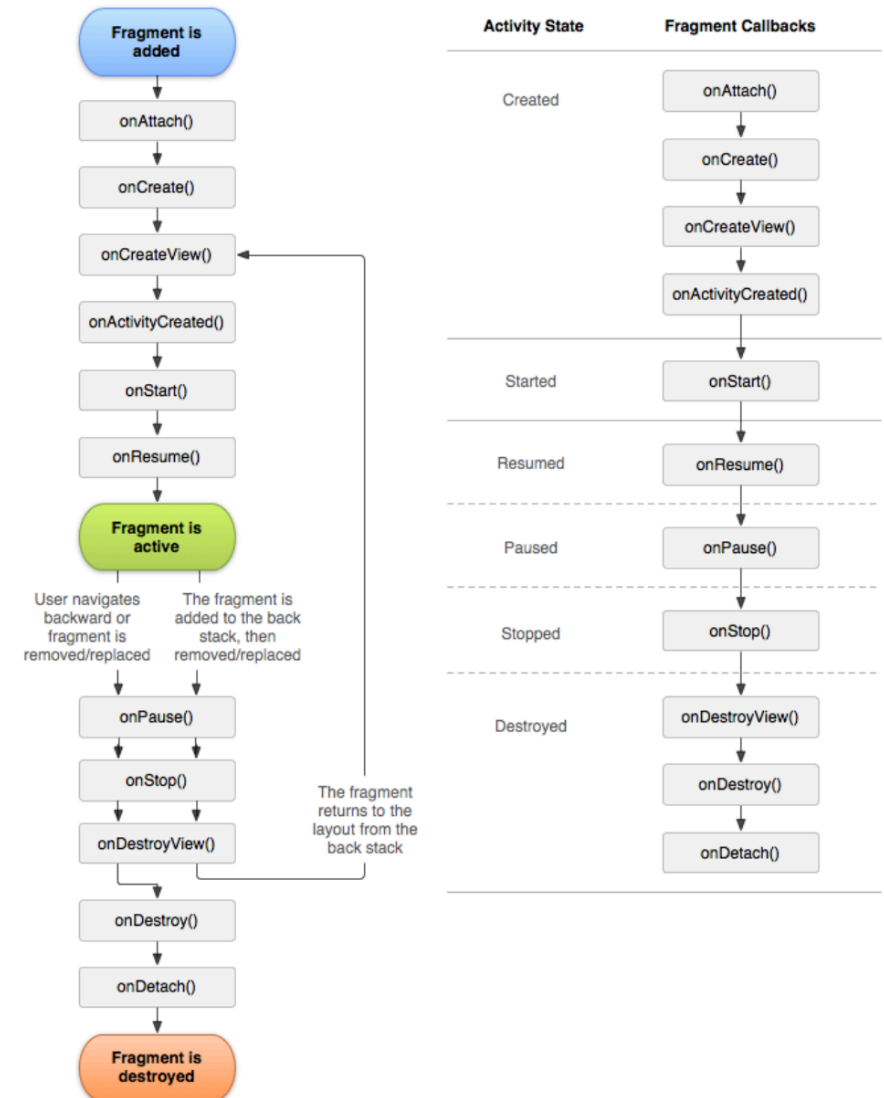 Fragment is
added
onAttach()
onCreate()
onCreateView()
onActivityCreated()
onStart()
onResume()
Fragment is
active
User navigates
backward or
fragment is
removed/replaced
The fragment is
added to the back
stack, then
removed/replaced
onPause()
onStop()
onDestroyView()
The fragment
returns to the
layout from the
back stack
onDestroy()
onDetach()
Fragment is
destroyed
Activity State
Fragment Callbacks
Created
onAttach()
onCreate()
onCreateView()
onActivityCreated()
Started
onStart()
Resumed
onResume()
Paused
onPause()
Stopped
onStop()
Destroyed
onDestroyView()
onDestroy()
onDetach()